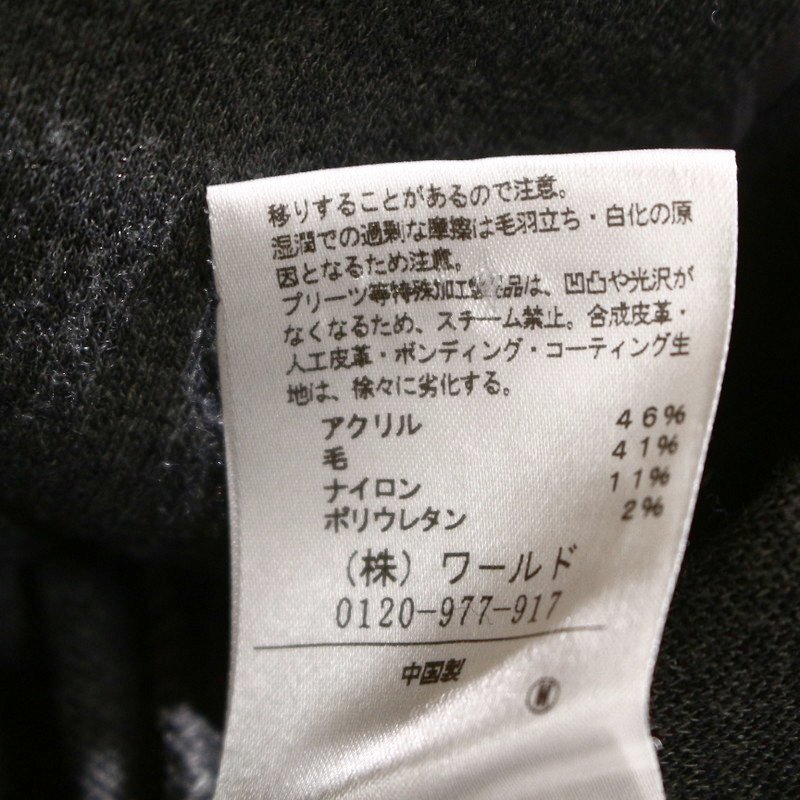 移りすることがあるので注意。
湿潤での過剰な摩擦は毛羽立ち・白化の原
因となるため注意。
プリーツ等特殊加工製品は、凹凸や光沢が
なくなるため、スチーム禁止。合成皮革・
人工皮革・ボンディング・コーティング生
地は、徐々に劣化する。
アクリル 46%
毛 41%
ナイロン 11%
ポリウレタン 2%
(株) ワールド
0120-977-917
中国製
M